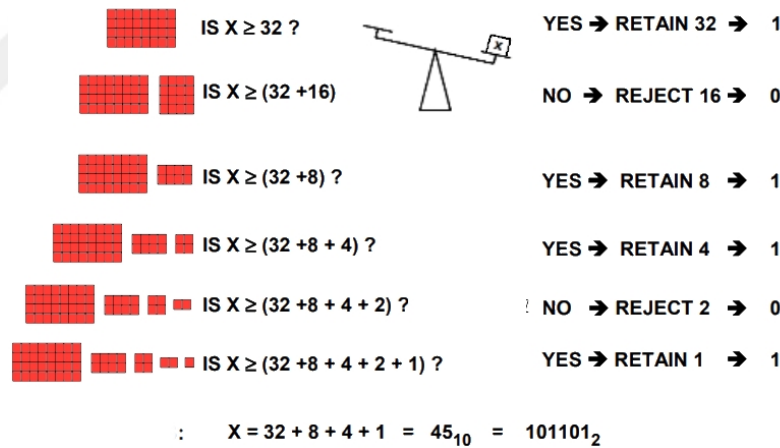 IS X ≥ 32 ? YES ➔ RETAIN 32 ➔ 1
X
IS X ≥ (32 +16) NO ➔ REJECT 16 ➔ 0
IS X ≥ (32 +8) ? YES ➔ RETAIN 8 ➔ 1
IS X ≥ (32 +8 + 4) ? YES ➔ RETAIN 4 ➔ 1
IS X ≥ (32 +8 + 4 + 2) ? NO ➔ REJECT 2 ➔ 0
IS X ≥ (32 +8 + 4 + 2 + 1) ? YES ➔ RETAIN 1 ➔ 1
: X = 32 + 8 + 4 + 1 = 45₁₀ = 101101₂